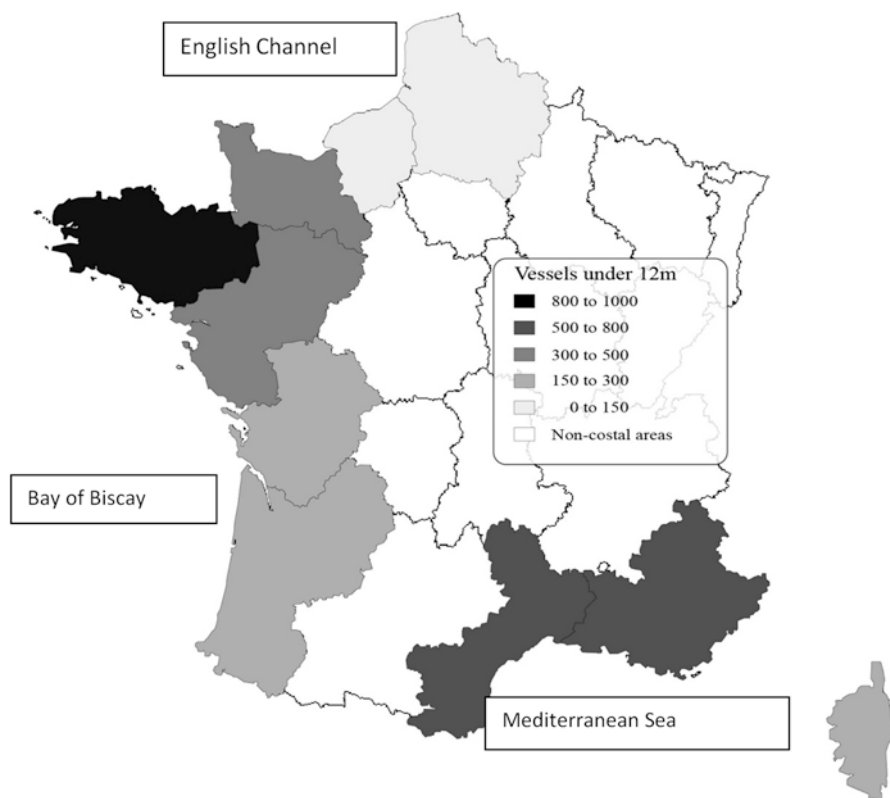 English Channel
Vessels under 12m
800 to 1000
500 to 800
300 to 500
150 to 300
0 to 150
Non-costal areas
Bay of Biscay
Mediterranean Sea